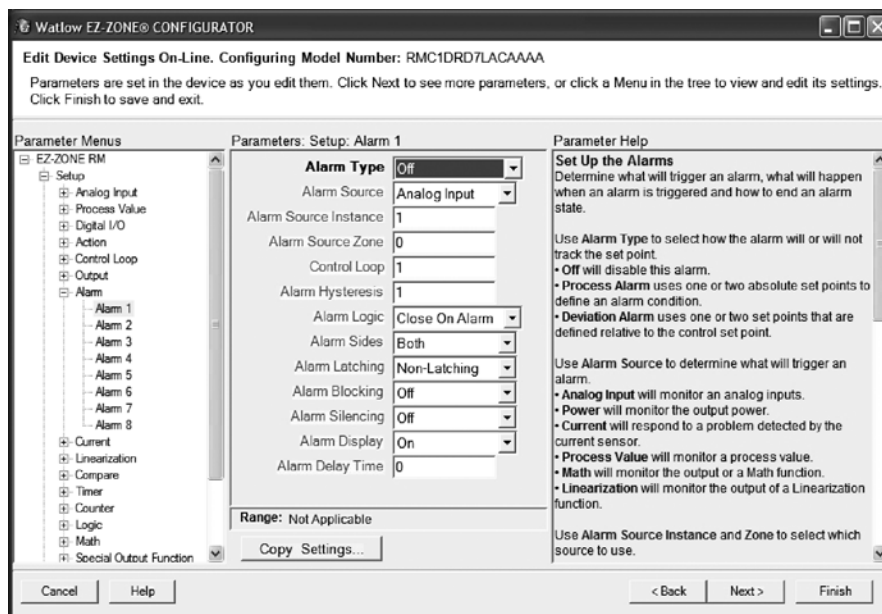 Watlow EZ-ZONE® CONFIGURATOR
Edit Device Settings On-Line. Configuring Model Number: RMC1DRD7LACAAAA
Parameters are set in the device as you edit them. Click Next to see more parameters, or click a Menu in the tree to view and edit its settings.
Click Finish to save and exit.
Parameter Menus
EZ-ZONE RM
Setup
Analog Input
Process Value
Digital I/O
Action
Control Loop
Output
Alarm
Alarm 1
Alarm 2
Alarm 3
Alarm 4
Alarm 5
Alarm 6
Alarm 7
Alarm 8
Current
Linearization
Compare
Timer
Counter
Logic
Math
Special Output Function
Parameters: Setup: Alarm 1
Alarm Type Off
Alarm Source Analog Input
Alarm Source Instance 1
Alarm Source Zone 0
Control Loop 1
Alarm Hysteresis 1
Alarm Logic Close On Alarm
Alarm Sides Both
Alarm Latching Non-Latching
Alarm Blocking Off
Alarm Silencing Off
Alarm Display On
Alarm Delay Time 0
Range: Not Applicable
Copy Settings...
Parameter Help
Set Up the Alarms
Determine what will trigger an alarm, what will happen
when an alarm is triggered and how to end an alarm
state.
Use Alarm Type to select how the alarm will or will not
track the set point.
• Off will disable this alarm.
• Process Alarm uses one or two absolute set points to
define an alarm condition.
• Deviation Alarm uses one or two set points that are
defined relative to the control set point.
Use Alarm Source to determine what will trigger an
alarm.
• Analog Input will monitor an analog inputs.
• Power will monitor the output power.
• Current will respond to a problem detected by the
current sensor.
• Process Value will monitor a process value.
• Math will monitor the output or a Math function.
• Linearization will monitor the output of a Linearization
function.
Use Alarm Source Instance and Zone to select which
source to use.
Cancel
Help
< Back
Next >
Finish